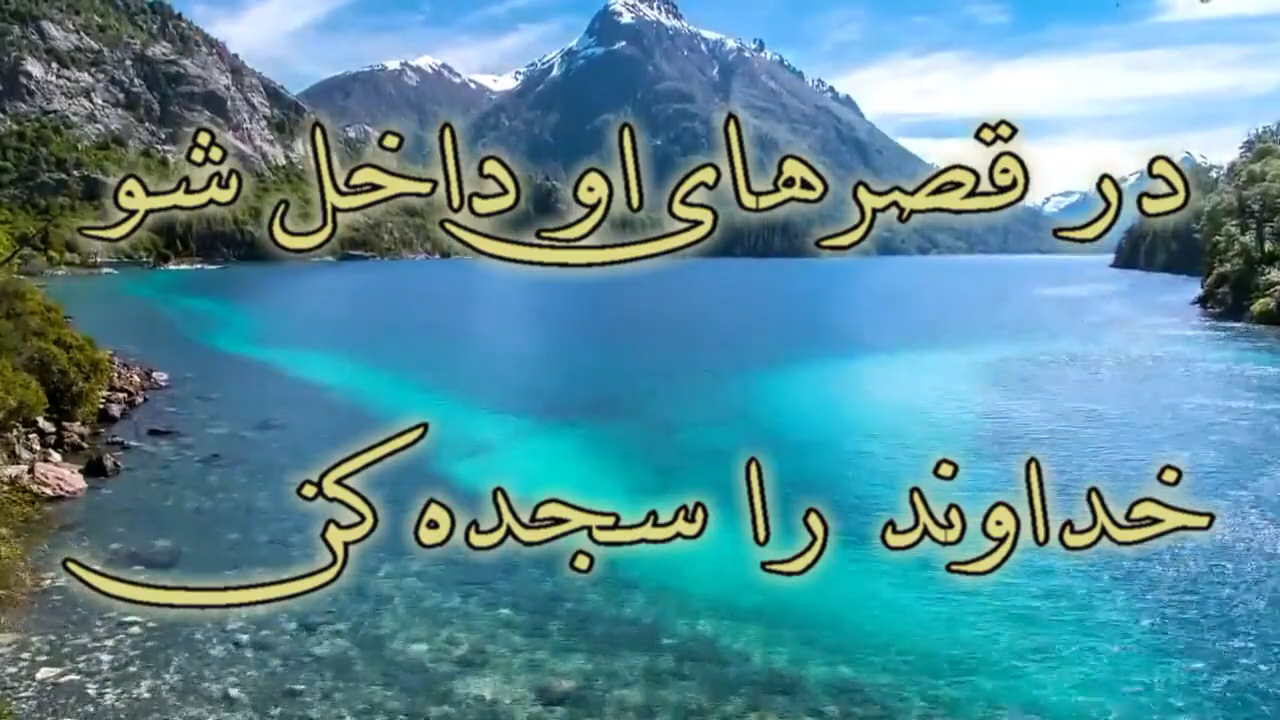 در قصرهای او داخل شو
خداوند را سجده کن